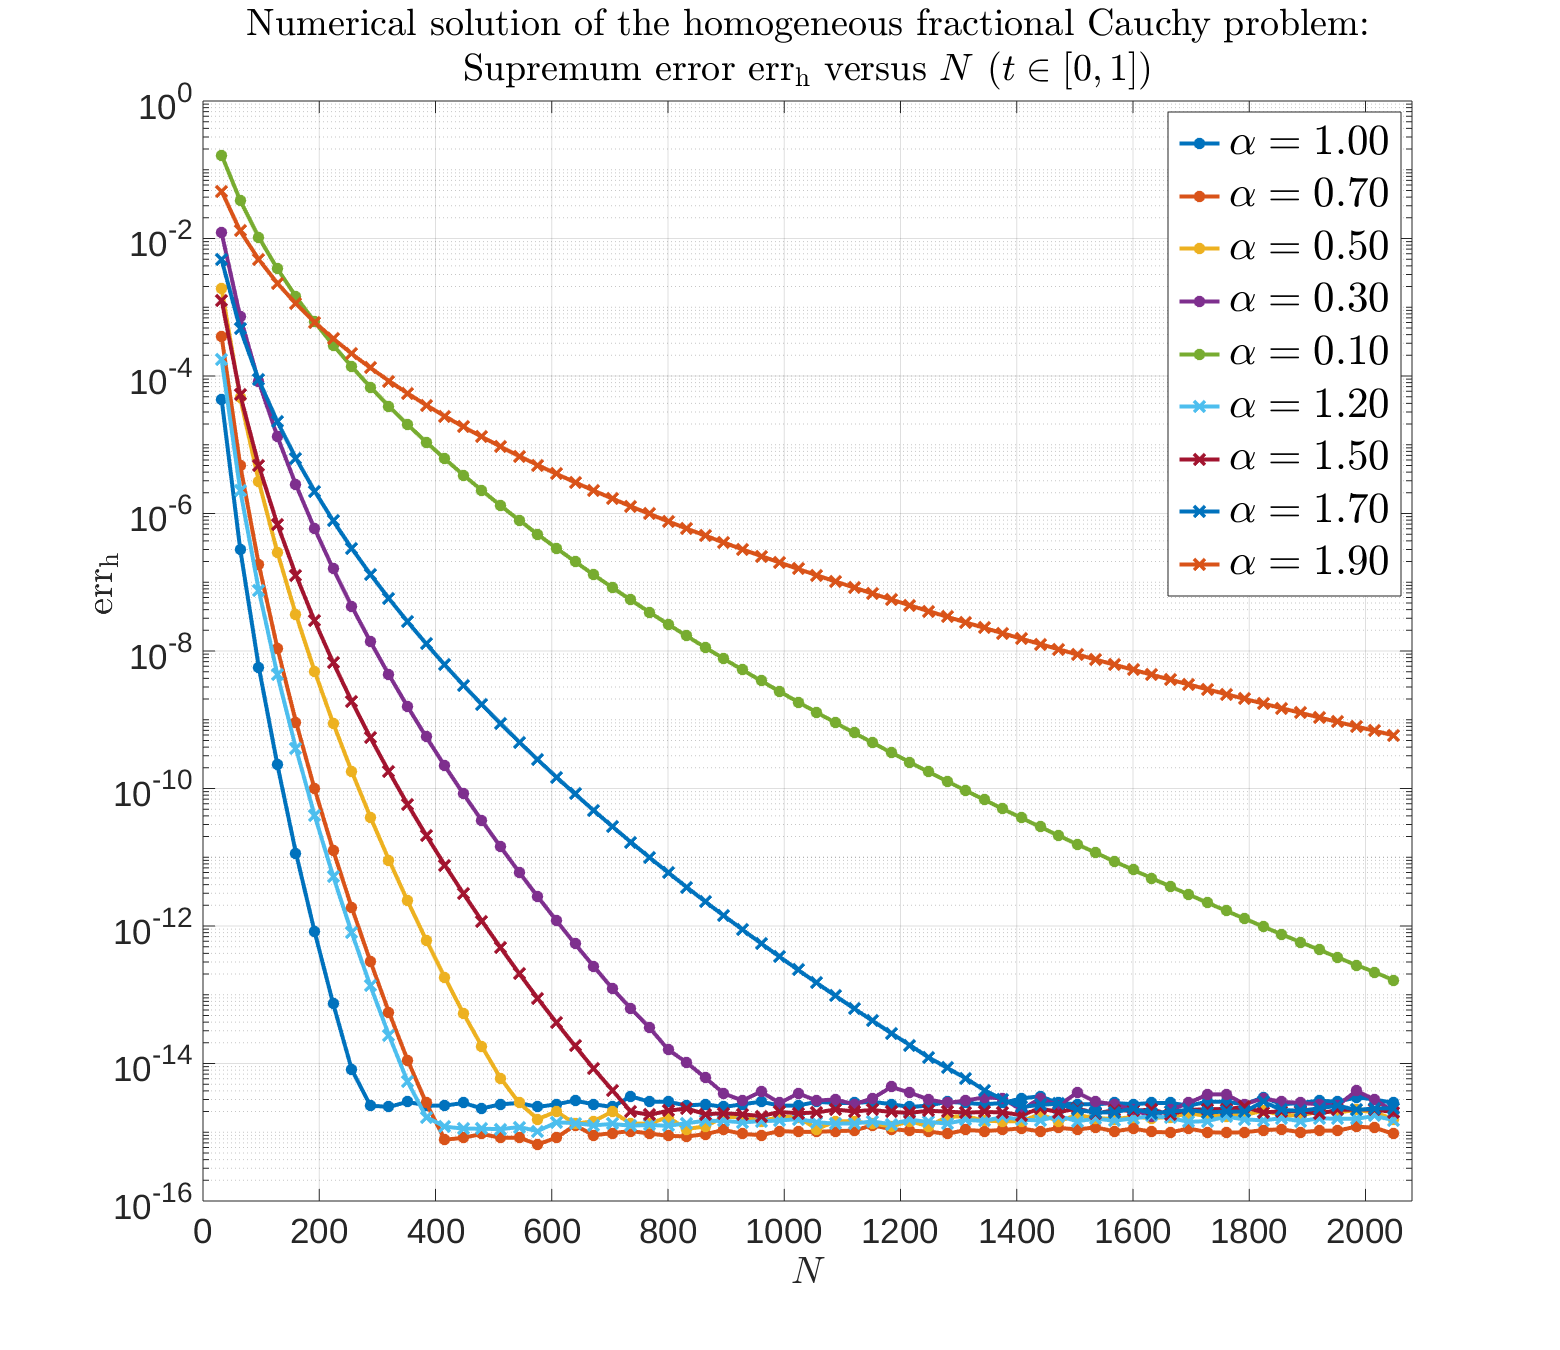 Numerical solution of the homogeneous fractional Cauchy problem:
Supremum error err_h versus N (t ∈ [0, 1])
10^0
10^-2
10^-4
10^-6
10^-8
10^-10
10^-12
10^-14
10^-16
err_h
α = 1.00
α = 0.70
α = 0.50
α = 0.30
α = 0.10
α = 1.20
α = 1.50
α = 1.70
α = 1.90
0 200 400 600 800 1000 1200 1400 1600 1800 2000
N